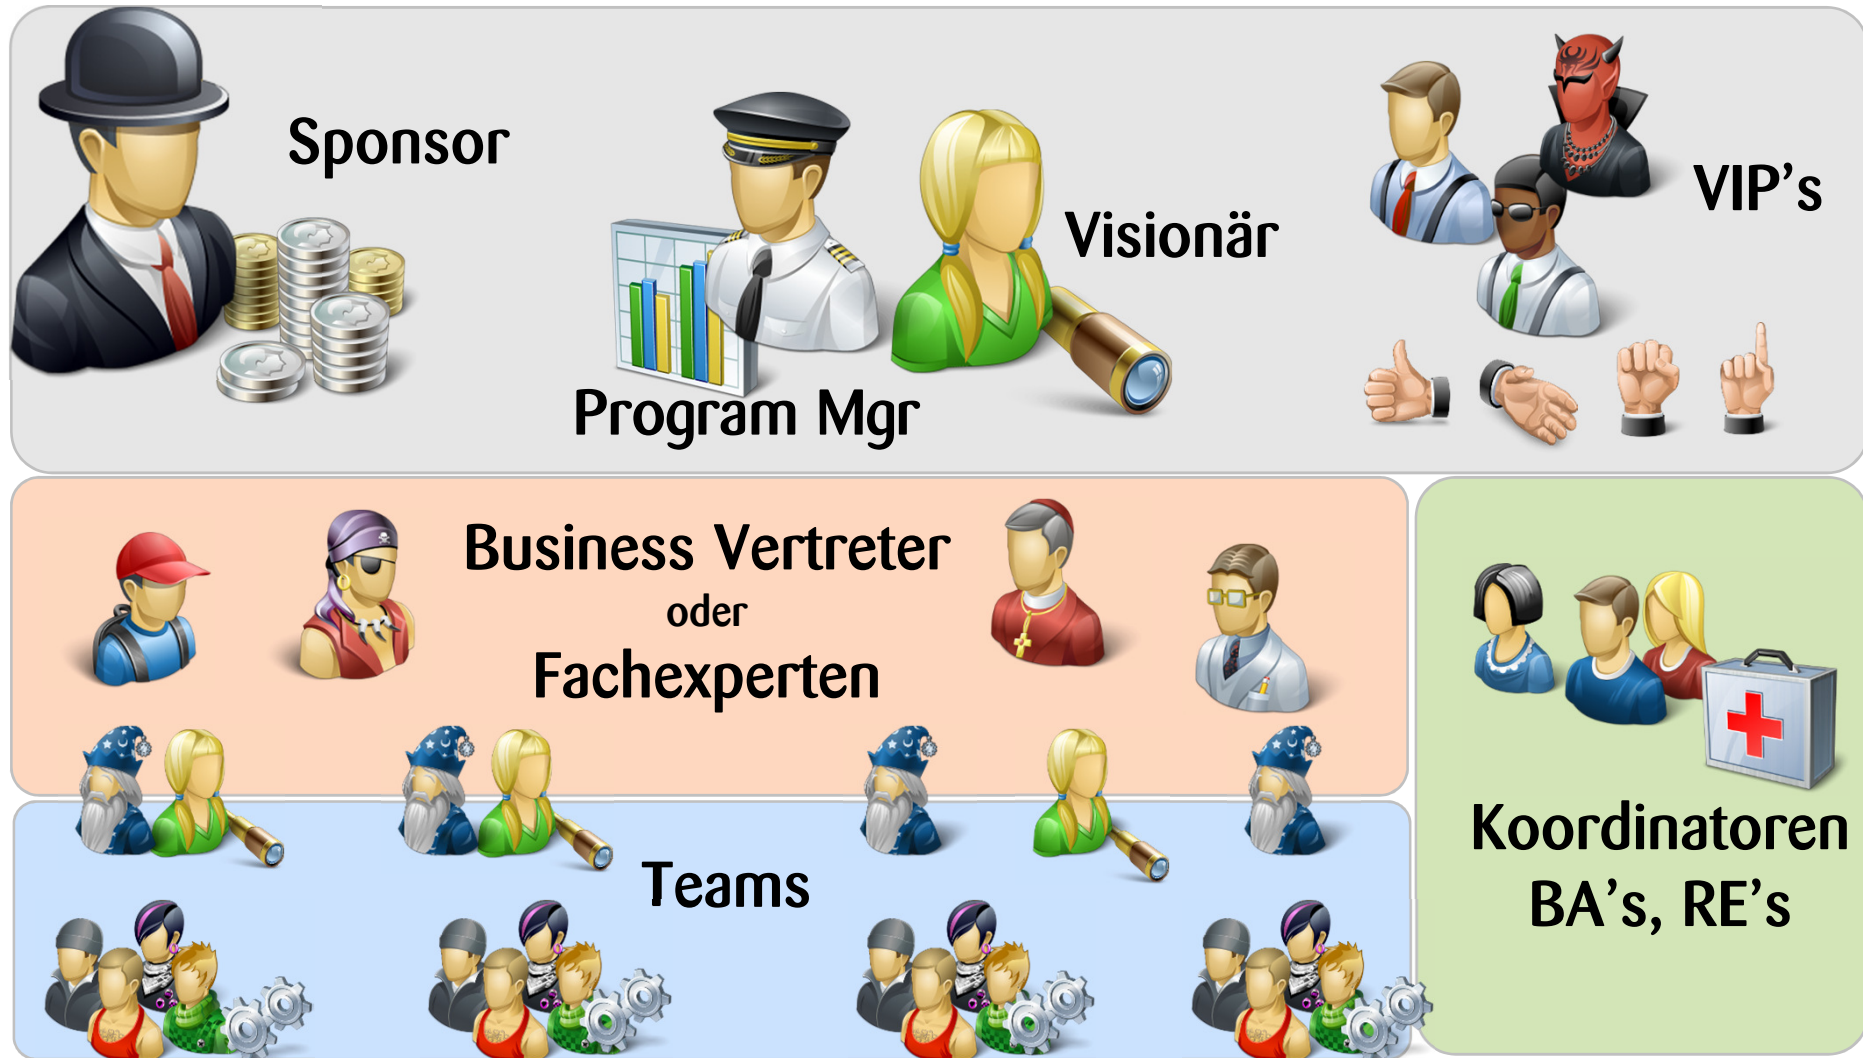 Sponsor
Program Mgr
Visionär
VIP’s
Business Vertreter
oder
Fachexperten
Teams
Koordinatoren
BA’s, RE’s